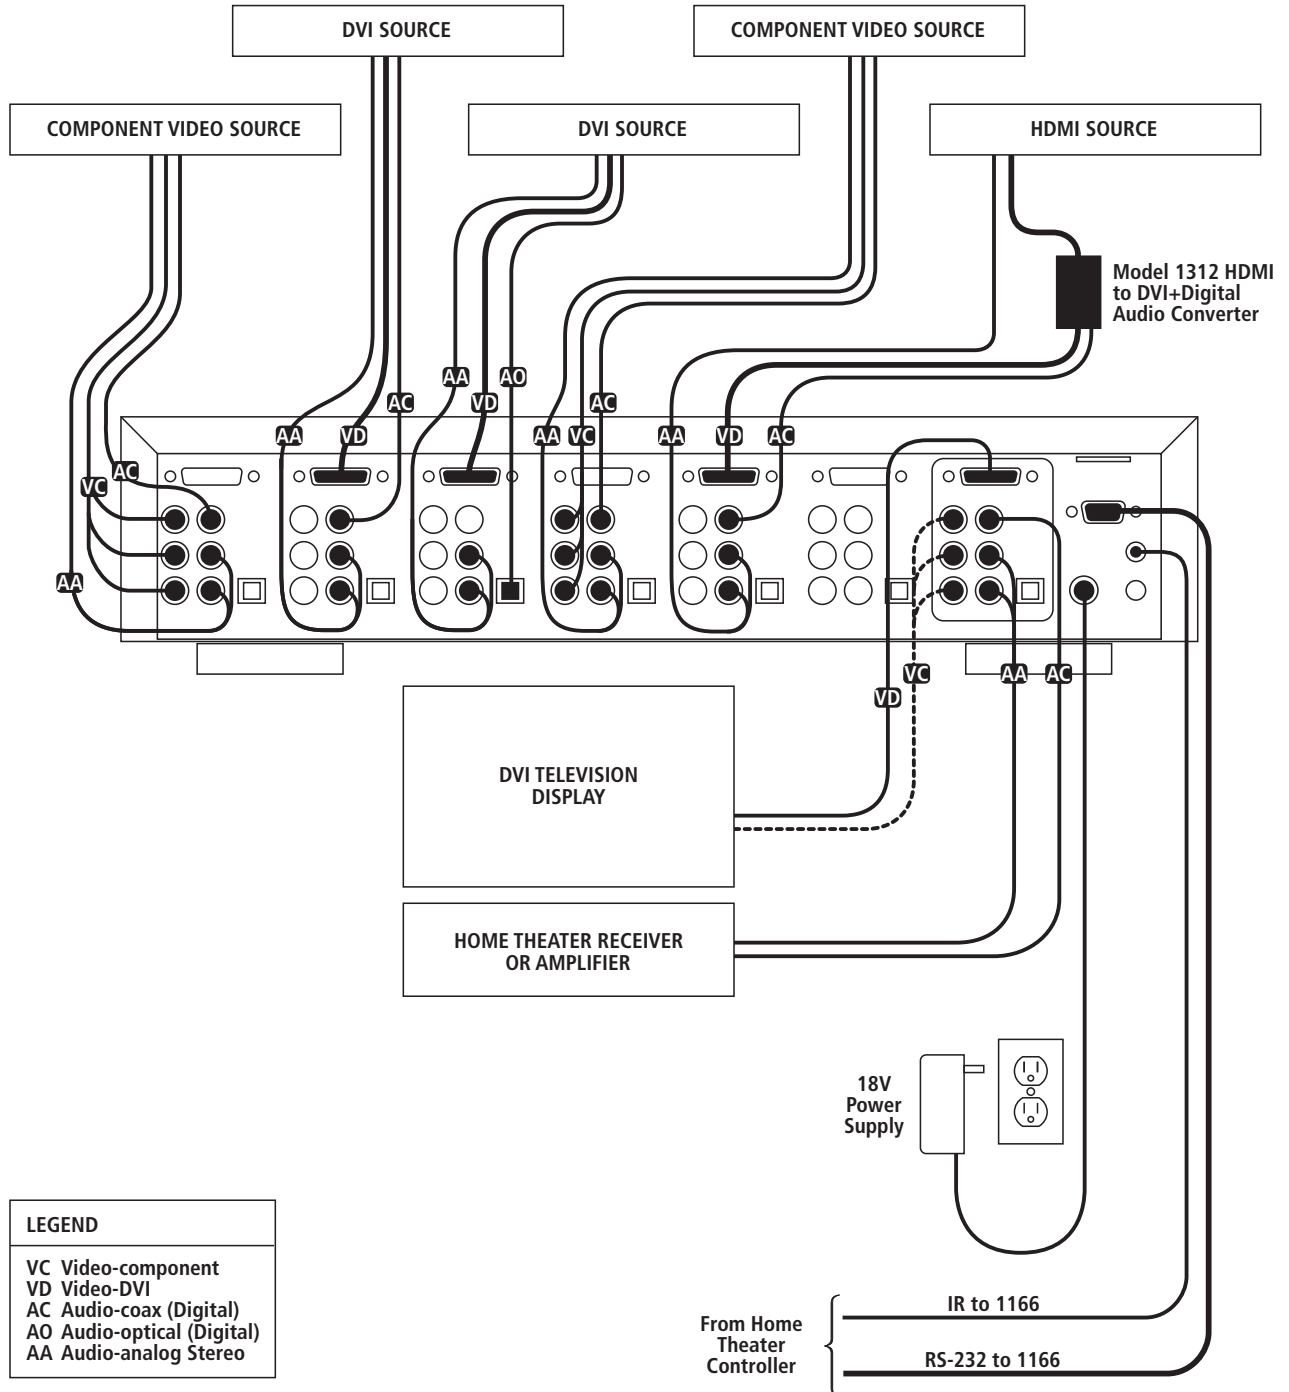 DVI SOURCE
COMPONENT VIDEO SOURCE
COMPONENT VIDEO SOURCE
DVI SOURCE
HDMI SOURCE
Model 1312 HDMI
to DVI+Digital
Audio Converter
AA
AO
AC
VD
AC
AA
VD
AA
VC
AA
VD
AC
AC
VC
AA
VC
AA
AC
VD
DVI TELEVISION
DISPLAY
HOME THEATER RECEIVER
OR AMPLIFIER
18V
Power
Supply
LEGEND
VC Video-component
VD Video-DVI
AC Audio-coax (Digital)
AO Audio-optical (Digital)
AA Audio-analog Stereo
From Home
Theater
Controller
IR to 1166
RS-232 to 1166